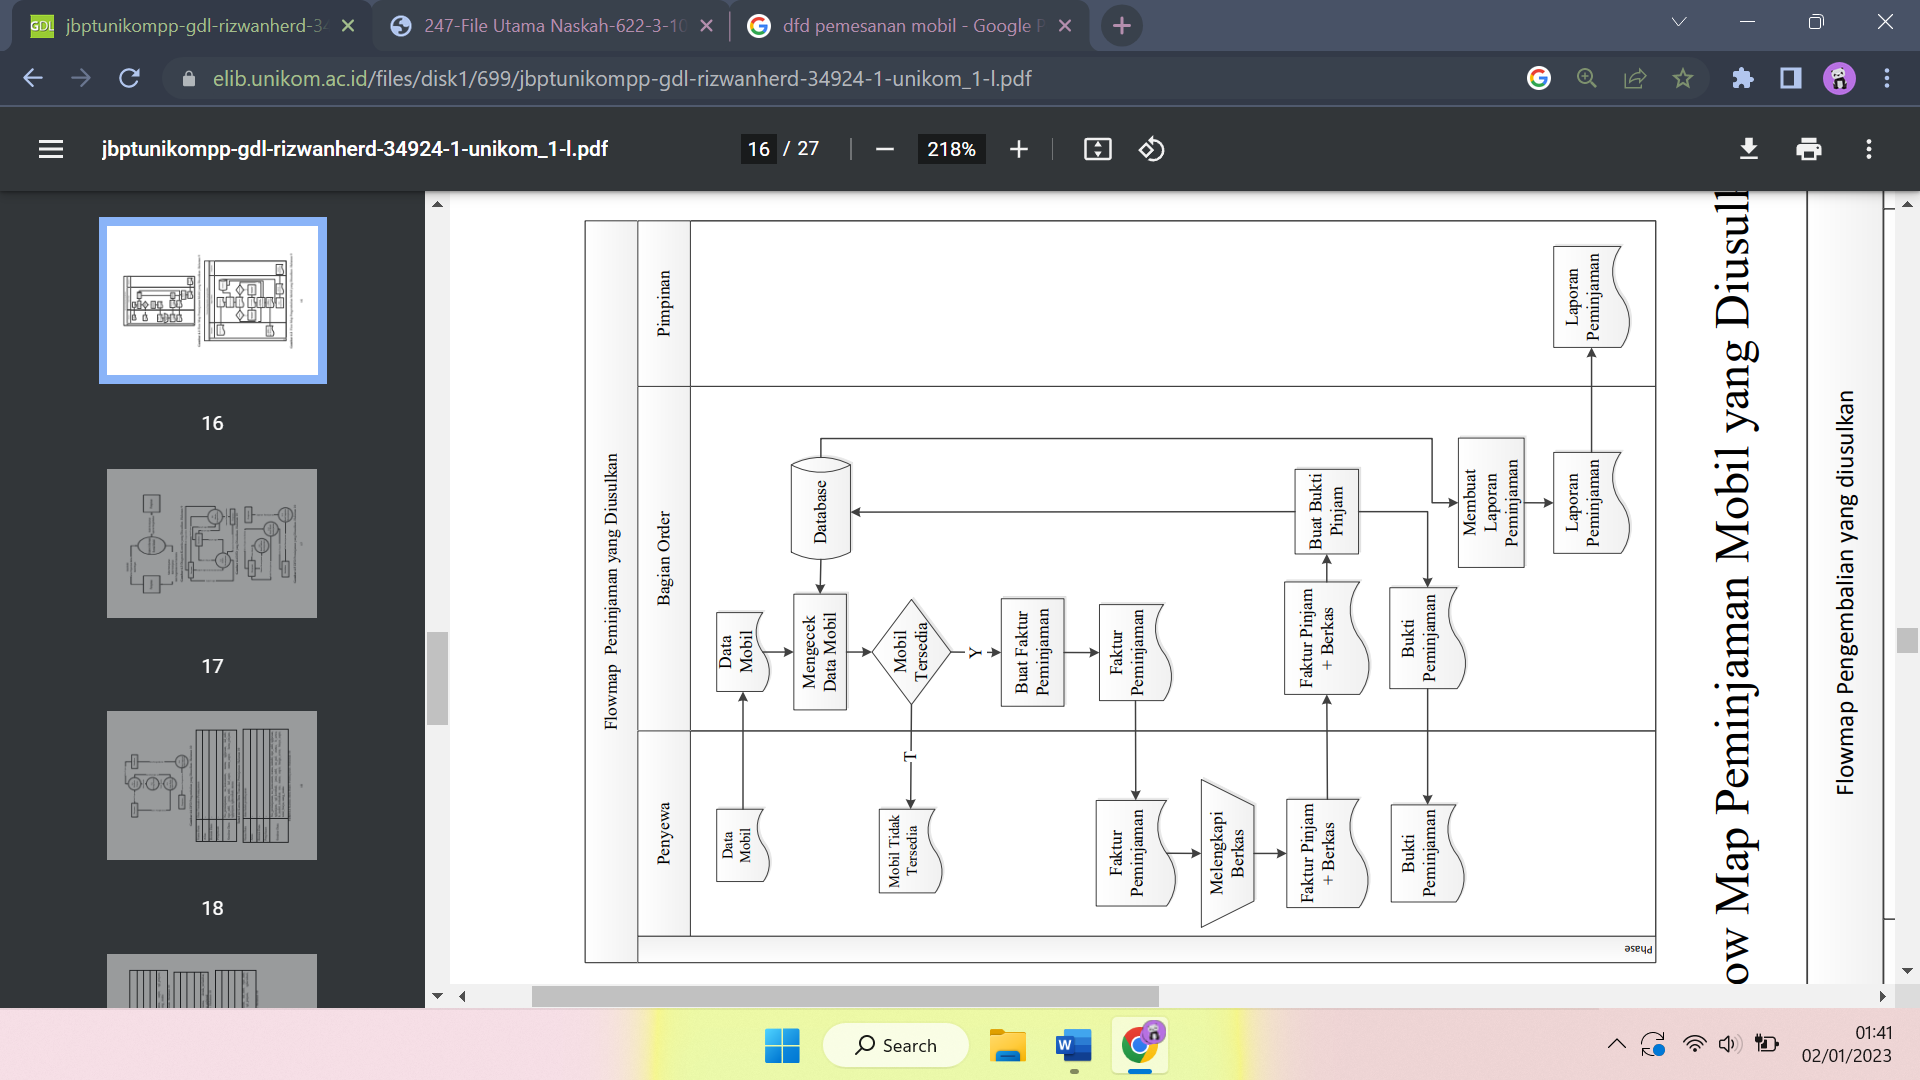 jbptunikompp-gdl-rizwanherd-34
247-File Utama Naskah-622-3-10
dfd pemesanan mobil - Google P
elib.unikom.ac.id/files/disk1/699/jbptunikompp-gdl-rizwanherd-34924-1-unikom_1-l.pdf
jbptunikompp-gdl-rizwanherd-34924-1-unikom_1-l.pdf
16 / 27
218%
16
17
18
Flowmap Peminjaman yang Diusulkan
Penyewa
Bagian Order
Pimpinan
Data
Mobil
Data
Mobil
Mengecek
Data Mobil
Database
Mobil
Tersedia
T
Mobil Tidak
Tersedia
Y
Buat Faktur
Peminjaman
Faktur
Peminjaman
Faktur
Peminjaman
Melengkapi
Berkas
Faktur Pinjam
+ Berkas
Faktur Pinjam
+ Berkas
Buat Bukti
Pinjam
Bukti
Peminjaman
Bukti
Peminjaman
Membuat
Laporan
Peminjaman
Laporan
Peminjaman
Laporan
Peminjaman
Phase
ow Map Peminjaman Mobil yang Diusull
Flowmap Pengembalian yang diusulkan
Search
01:41
02/01/2023